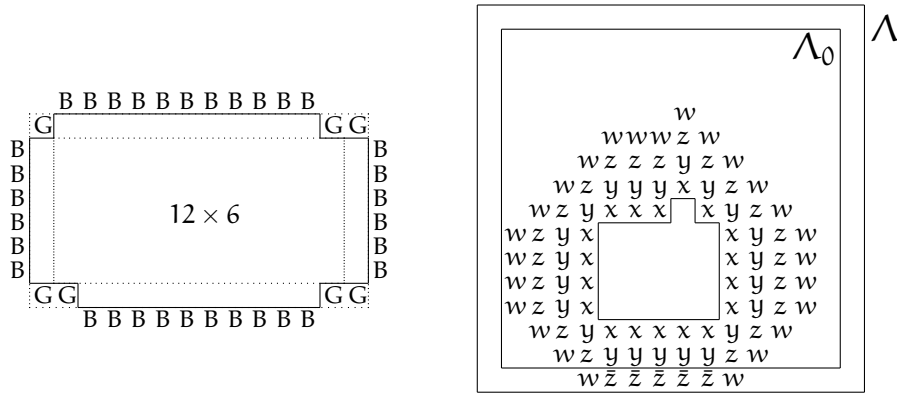 B B B B B B B B B B B
G G G
B B
B B
B B
12 × 6
B B
B B
B B
G G G G
B B B B B B B B B B
Λ
Λ₀
w
w w w z w
w z z z y z w
w z y y y x y z w
w z y x x x x y z w
w z y x x y z w
w z y x x y z w
w z y x x y z w
w z y x x y z w
w z y x x x x x y z w
w z y y y y y z w
w z̄ z̄ z̄ z̄ z̄ w